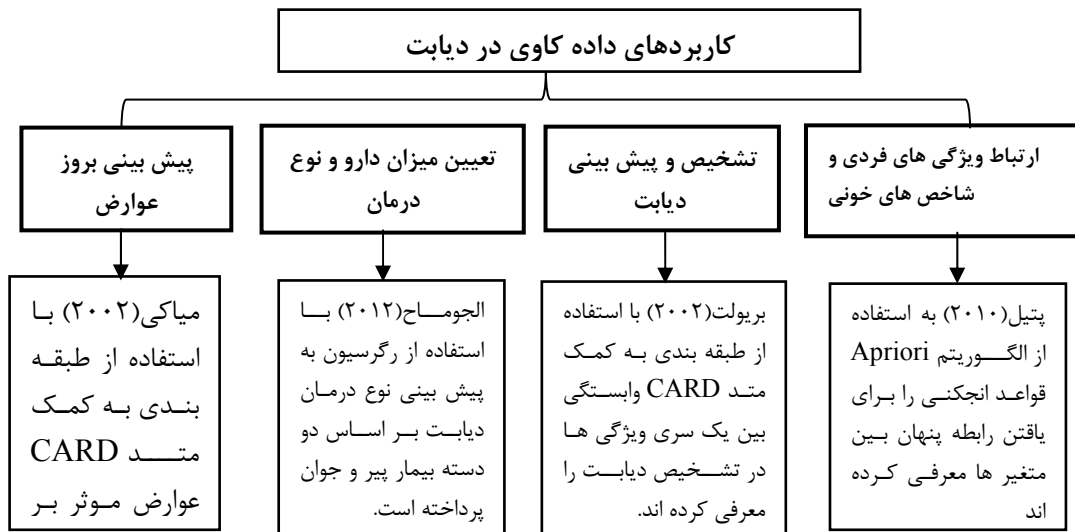 کاربردهای داده کاوی در دیابت
ارتباط ویژگی های فردی و
شاخص های خونی
تشخیص و پیش بینی
دیابت
تعیین میزان دارو و نوع
درمان
پیش بینی بروز
عوارض
پتیل(۲۰۱۰) به استفاده
از الگوریتم Apriori
قواعد انجکنی را برای
یافتن رابطه پنهان بین
متغیر ها معرفی کرده
اند
بریولت(۲۰۰۲) با استفاده
از طبقه بندی به کمک
متد CARD وابستگی
بین یک سری ویژگی ها
در تشخیص دیابت را
معرفی کرده اند.
الجوماح(۲۰۱۲) با
استفاده از رگرسیون به
پیش بینی نوع درمان
دیابت بر اساس دو
دسته بیمار پیر و جوان
پرداخته است.
میاکی(۲۰۰۲) با
استفاده از طبقه
بندی به کمک
متد CARD
عوارض موثر بر